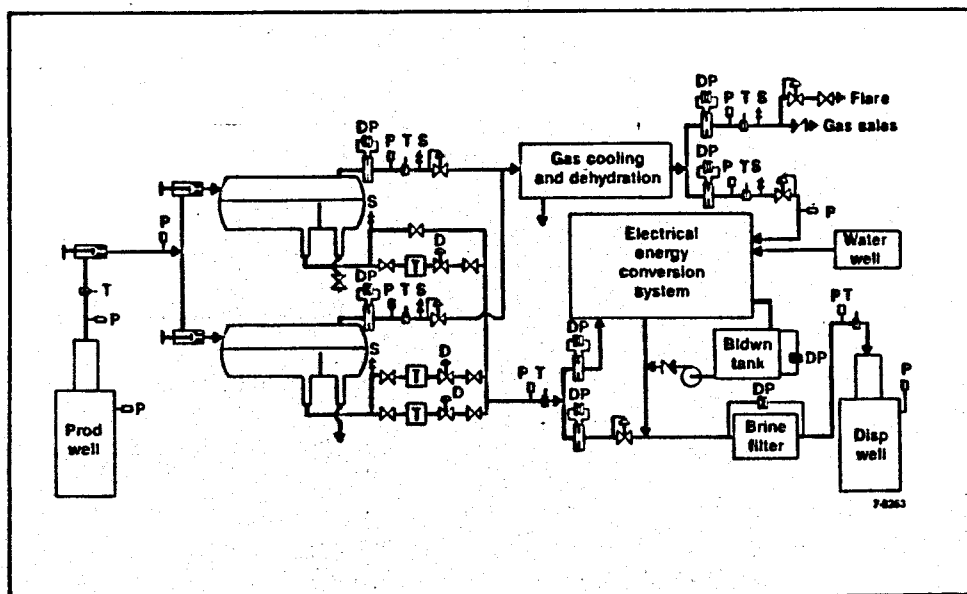 DP
P T S
Flare
Gas sales
DP
P T S
Gas cooling
and dehydration
DP
P T S
P
S
D
T
Electrical
energy
conversion
system
Water
well
P
T
P
DP
P T S
S
D
T
D
T
P T
DP
DP
Bldwn
tank
DP
P T
P
DP
Brine
filter
Disp
well
P
Prod
well
7-8263